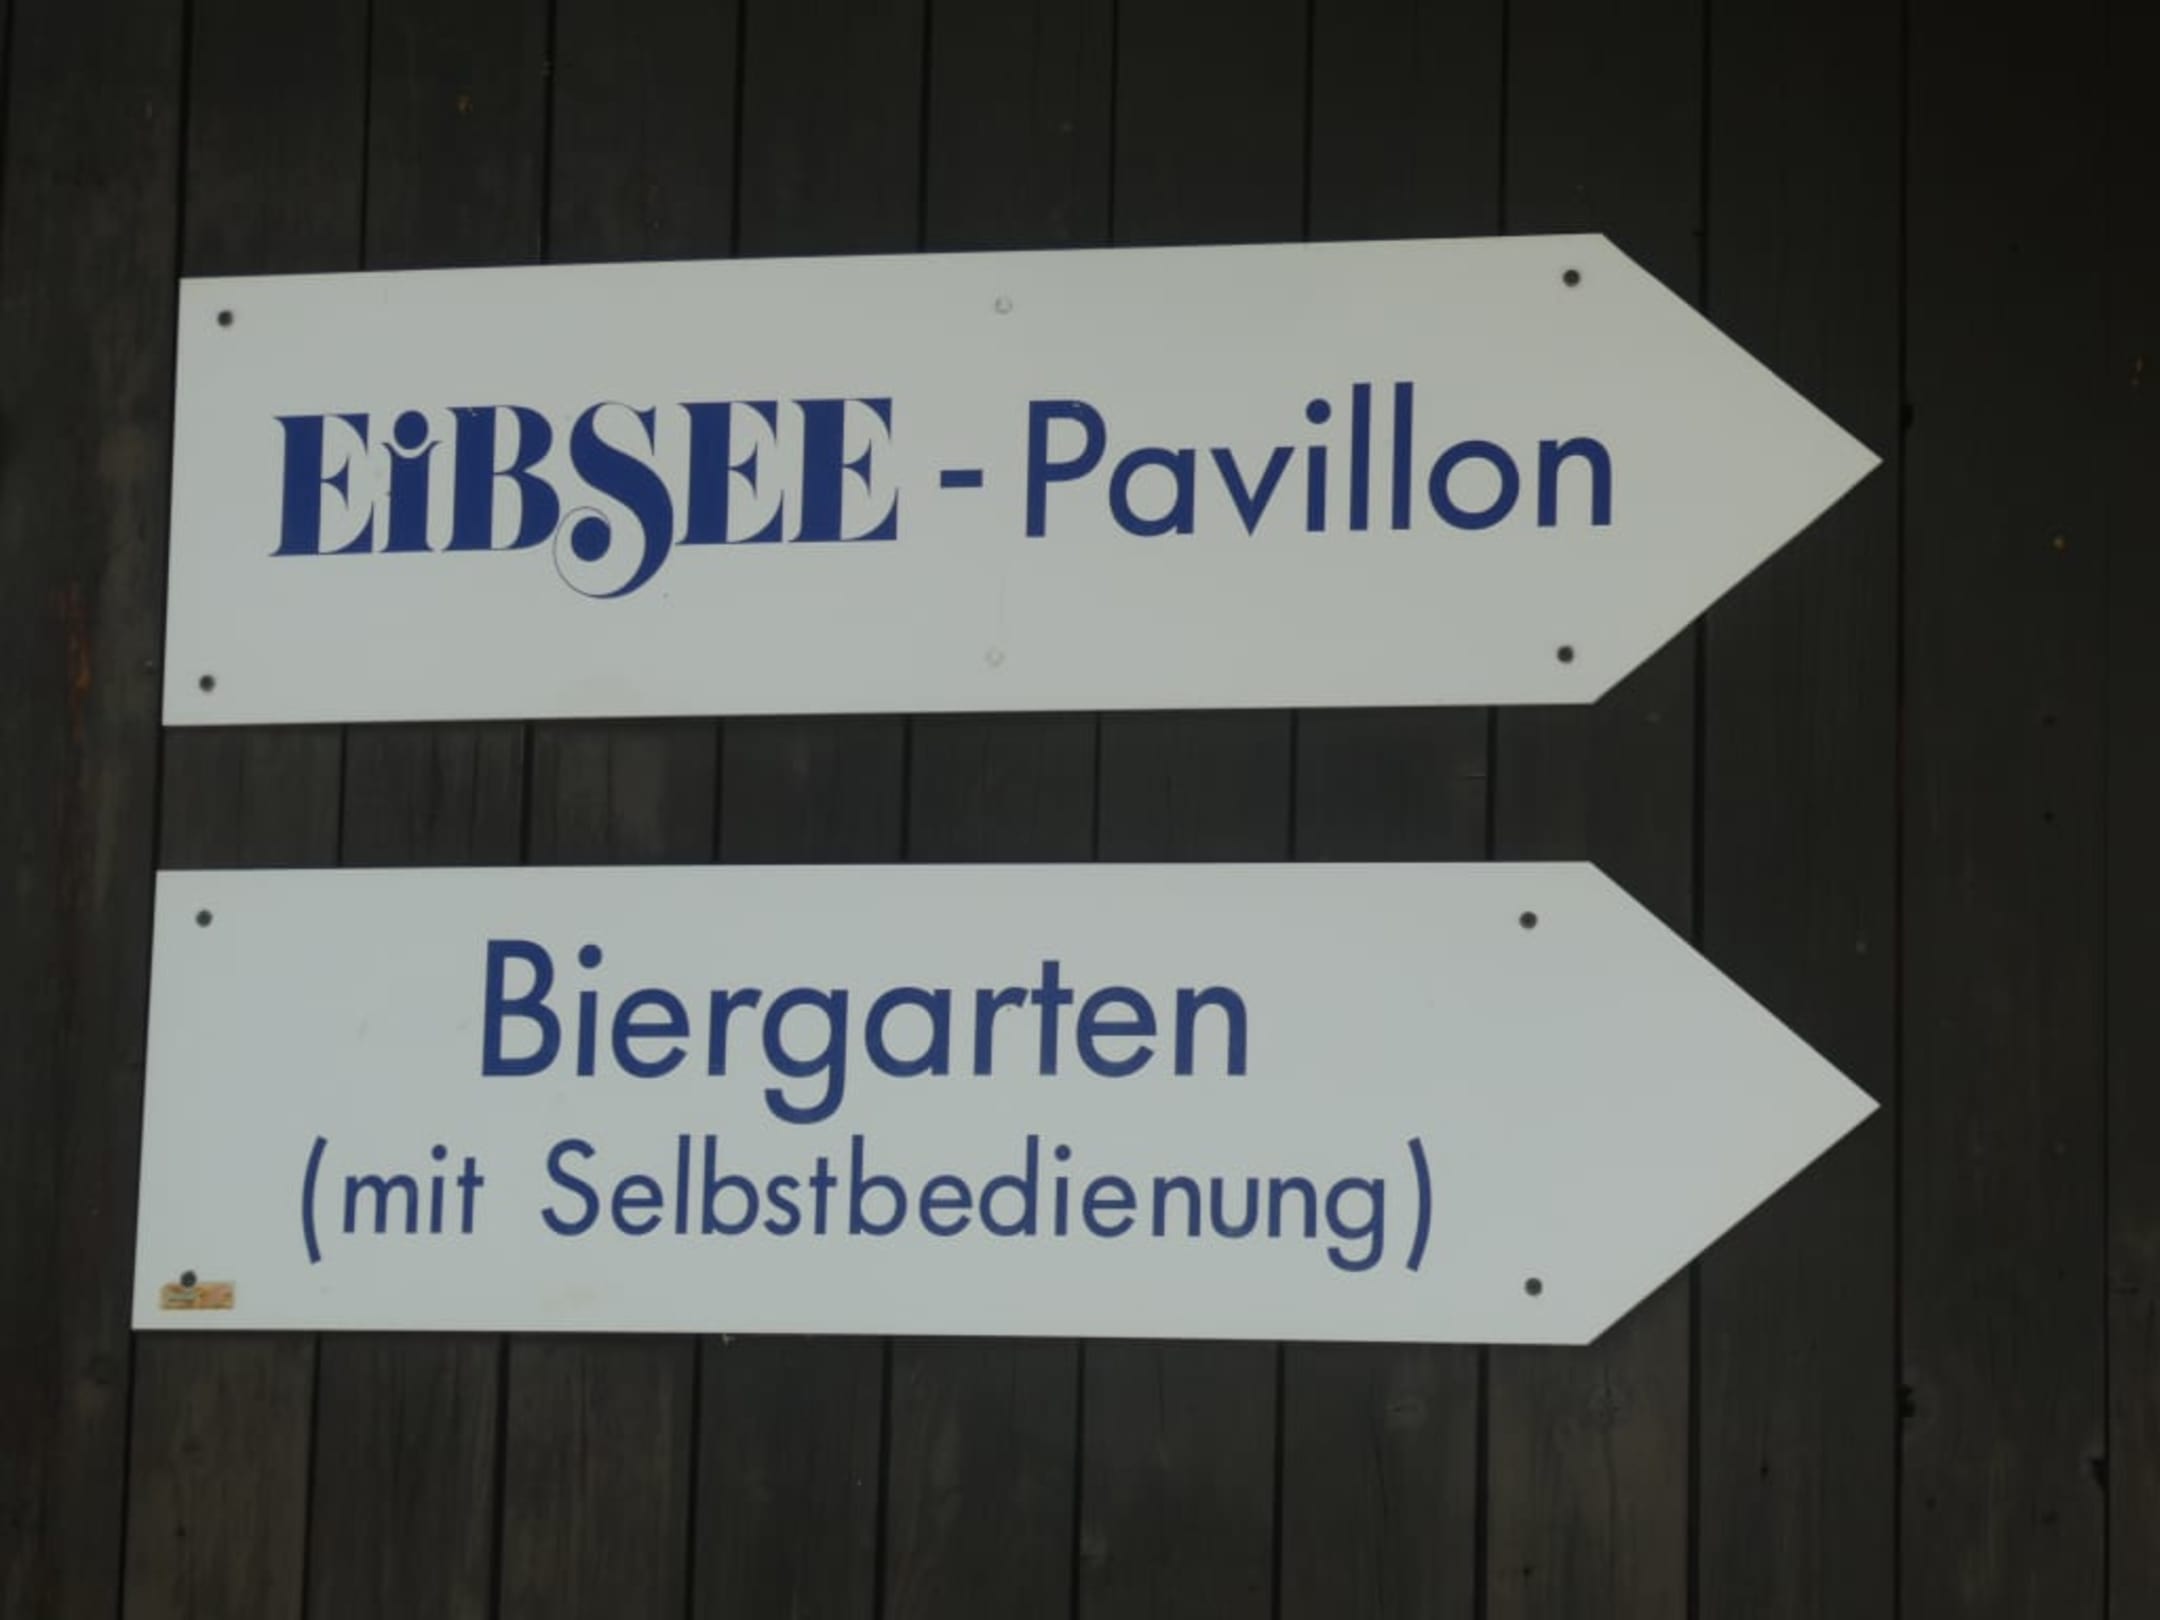 EiBSEE - Pavillon
Biergarten
(mit Selbstbedienung)